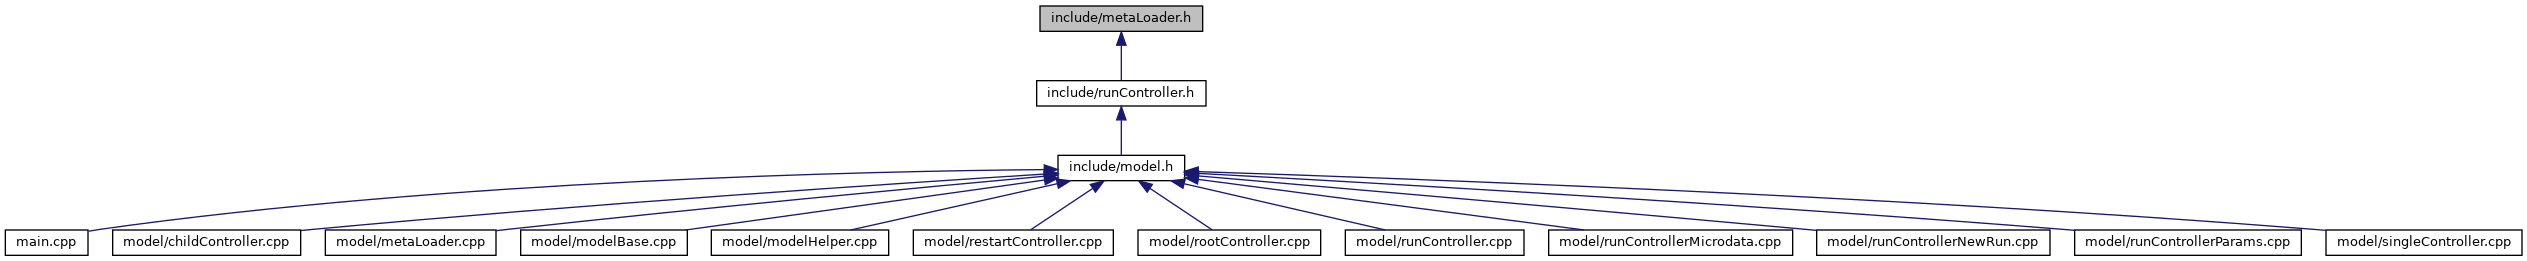 include/metaLoader.h
include/runController.h
include/model.h
main.cpp
model/childController.cpp
model/metaLoader.cpp
model/modelBase.cpp
model/modelHelper.cpp
model/restartController.cpp
model/rootController.cpp
model/runController.cpp
model/runControllerMicrodata.cpp
model/runControllerNewRun.cpp
model/runControllerParams.cpp
model/singleController.cpp